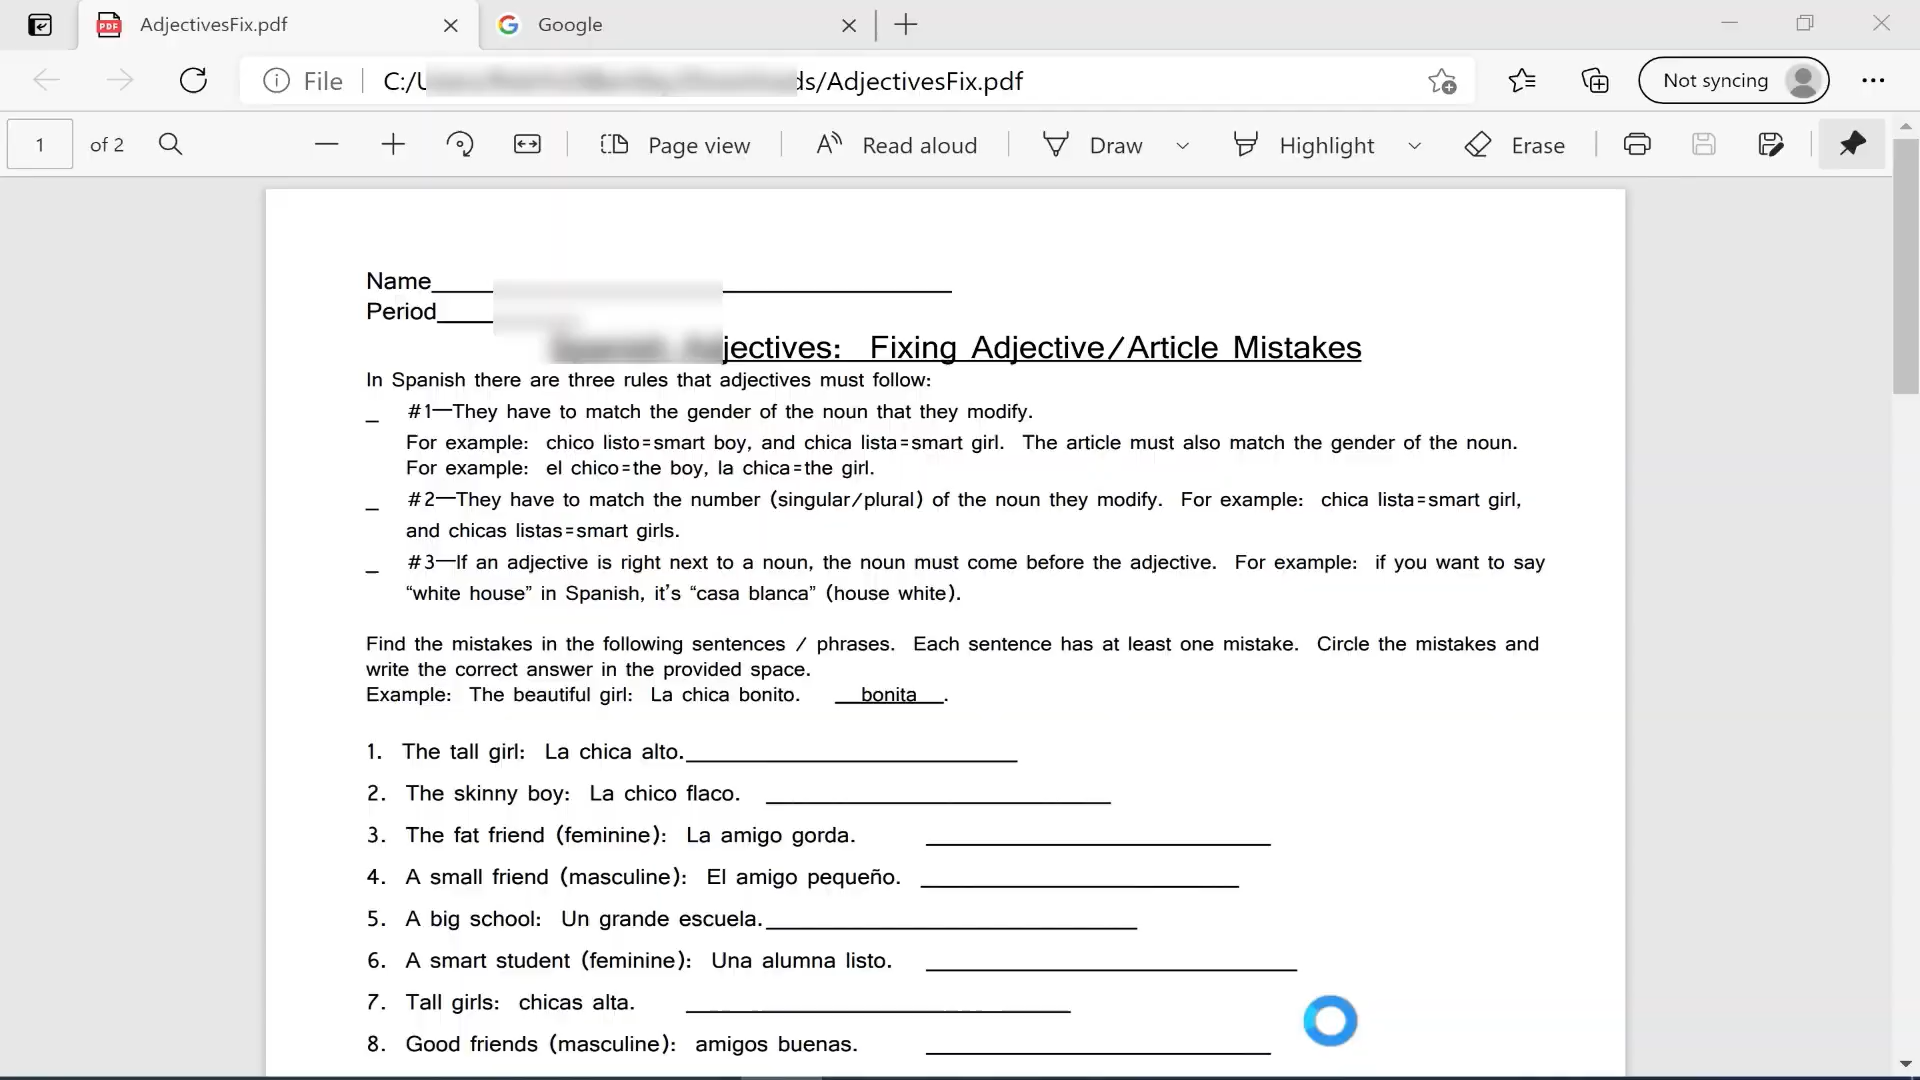 AdjectivesFix.pdf
Google
File
C:/U ds/AdjectivesFix.pdf
Not syncing
1 of 2
Page view
Read aloud
Draw
Highlight
Erase
Name
Period
jectives: Fixing Adjective/Article Mistakes
In Spanish there are three rules that adjectives must follow:
_ #1—They have to match the gender of the noun that they modify.
For example: chico listo=smart boy, and chica lista=smart girl. The article must also match the gender of the noun.
For example: el chico=the boy, la chica=the girl.
_ #2—They have to match the number (singular/plural) of the noun they modify. For example: chica lista=smart girl,
and chicas listas=smart girls.
_ #3—If an adjective is right next to a noun, the noun must come before the adjective. For example: if you want to say
“white house” in Spanish, it’s “casa blanca” (house white).
Find the mistakes in the following sentences / phrases. Each sentence has at least one mistake. Circle the mistakes and
write the correct answer in the provided space.
Example: The beautiful girl: La chica bonito. __bonita__.
1. The tall girl: La chica alto.
2. The skinny boy: La chico flaco.
3. The fat friend (feminine): La amigo gorda.
4. A small friend (masculine): El amigo pequeño.
5. A big school: Un grande escuela.
6. A smart student (feminine): Una alumna listo.
7. Tall girls: chicas alta.
8. Good friends (masculine): amigos buenas.